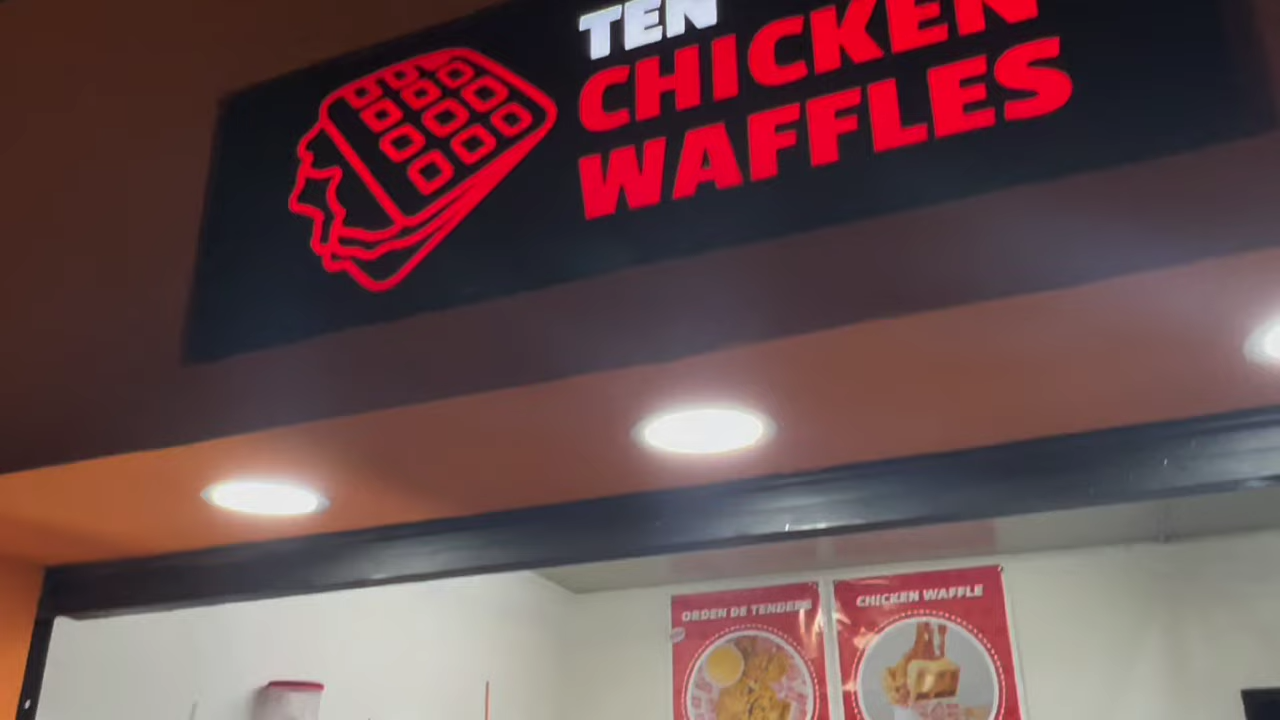 TEN
CHICKEN
WAFFLES
ORDEN DE TENDERS
CHICKEN WAFFLE